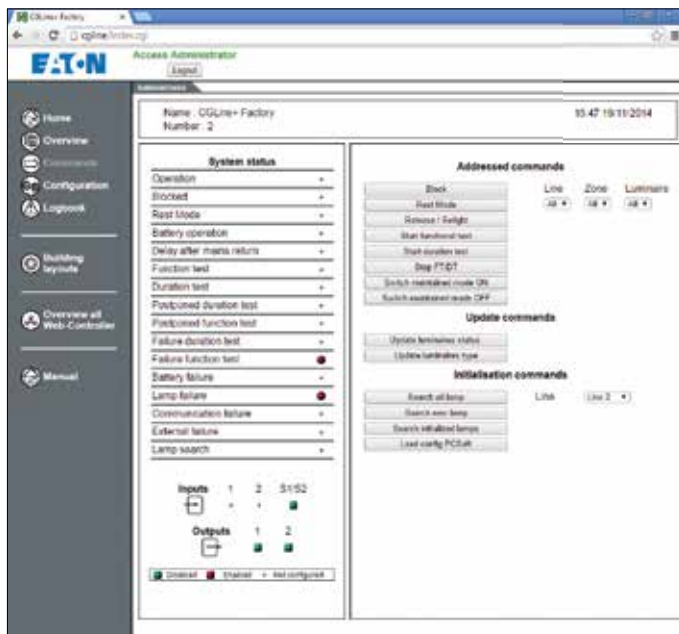 CGLine+ Factory
cgline/index.cgi
EATON
Access Administrator
Logout
Name : CGLine+ Factory
Number : 2
15:47 19/11/2014
Home
Overview
Commands
Configuration
Logbook
Building layouts
Overview all Web-Controller
Manual
System status
Operation +
Blocked +
Rest Mode +
Battery operation +
Delay after mains return +
Function test +
Duration test +
Postponed duration test +
Postponed function test +
Failure duration test +
Failure function test
Battery failure +
Lamp failure
Communication failure +
External failure +
Lamp search +
Inputs 1 2 S1/S2
+ +
Outputs 1 2
Disabled Enabled + Not configured
Addressed commands
Block
Rest Mode
Release / Relight
Start functional test
Start duration test
Stop FT/DT
Switch maintained mode ON
Switch maintained mode OFF
Line Zone Luminaire
All All All
Update commands
Update luminaires status
Update luminaires type
Initialisation commands
Search all lamp
Search new lamp
Search initialized lamps
Load config PCSoft
Line
Line 2